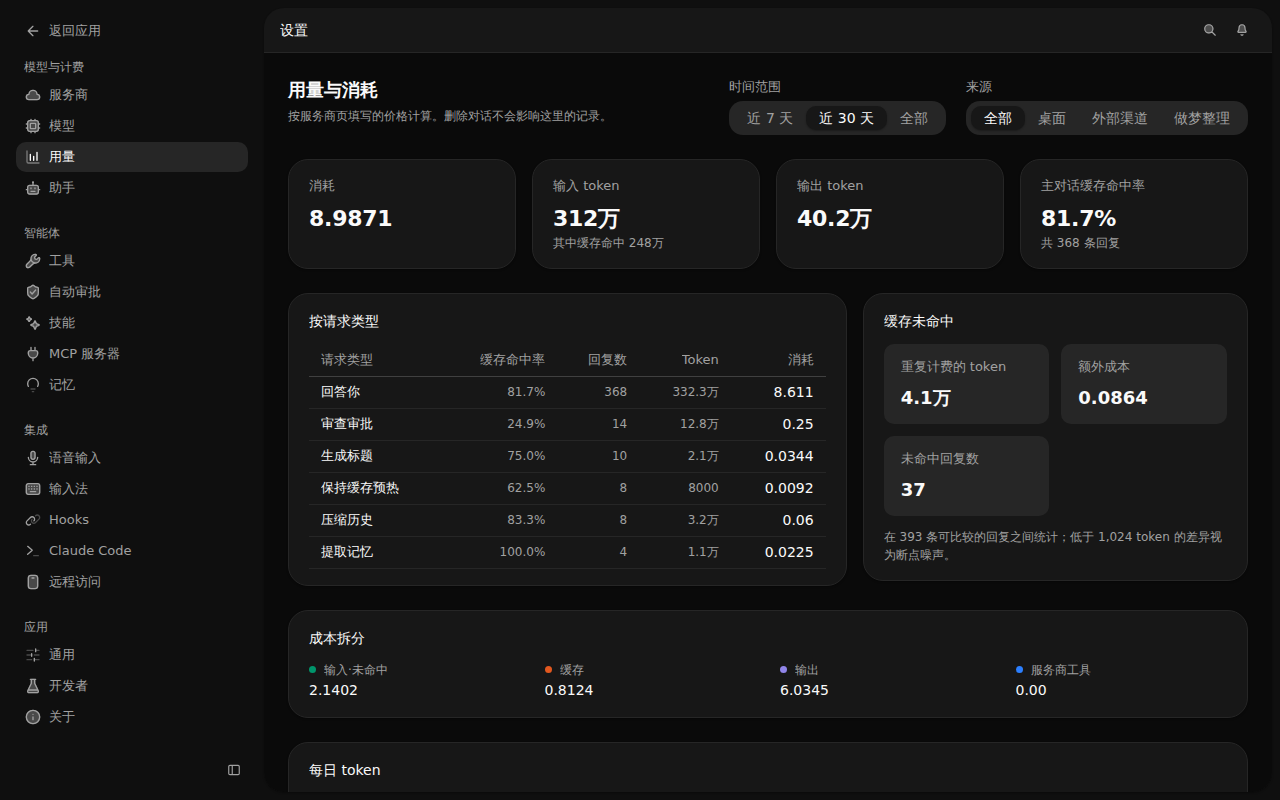 返回应用
模型与计费
服务商
模型
用量
助手
智能体
工具
自动审批
技能
MCP 服务器
记忆
集成
语音输入
输入法
Hooks
Claude Code
远程访问
应用
通用
开发者
关于
设置
用量与消耗
按服务商页填写的价格计算。删除对话不会影响这里的记录。
时间范围
近 7 天 近 30 天 全部
来源
全部 桌面 外部渠道 做梦整理
消耗
8.9871
输入 token
312万
其中缓存命中 248万
输出 token
40.2万
主对话缓存命中率
81.7%
共 368 条回复
按请求类型
请求类型 缓存命中率 回复数 Token 消耗
回答你 81.7% 368 332.3万 8.611
审查审批 24.9% 14 12.8万 0.25
生成标题 75.0% 10 2.1万 0.0344
保持缓存预热 62.5% 8 8000 0.0092
压缩历史 83.3% 8 3.2万 0.06
提取记忆 100.0% 4 1.1万 0.0225
缓存未命中
重复计费的 token
4.1万
额外成本
0.0864
未命中回复数
37
在 393 条可比较的回复之间统计；低于 1,024 token 的差异视
为断点噪声。
成本拆分
输入·未命中
2.1402
缓存
0.8124
输出
6.0345
服务商工具
0.00
每日 token